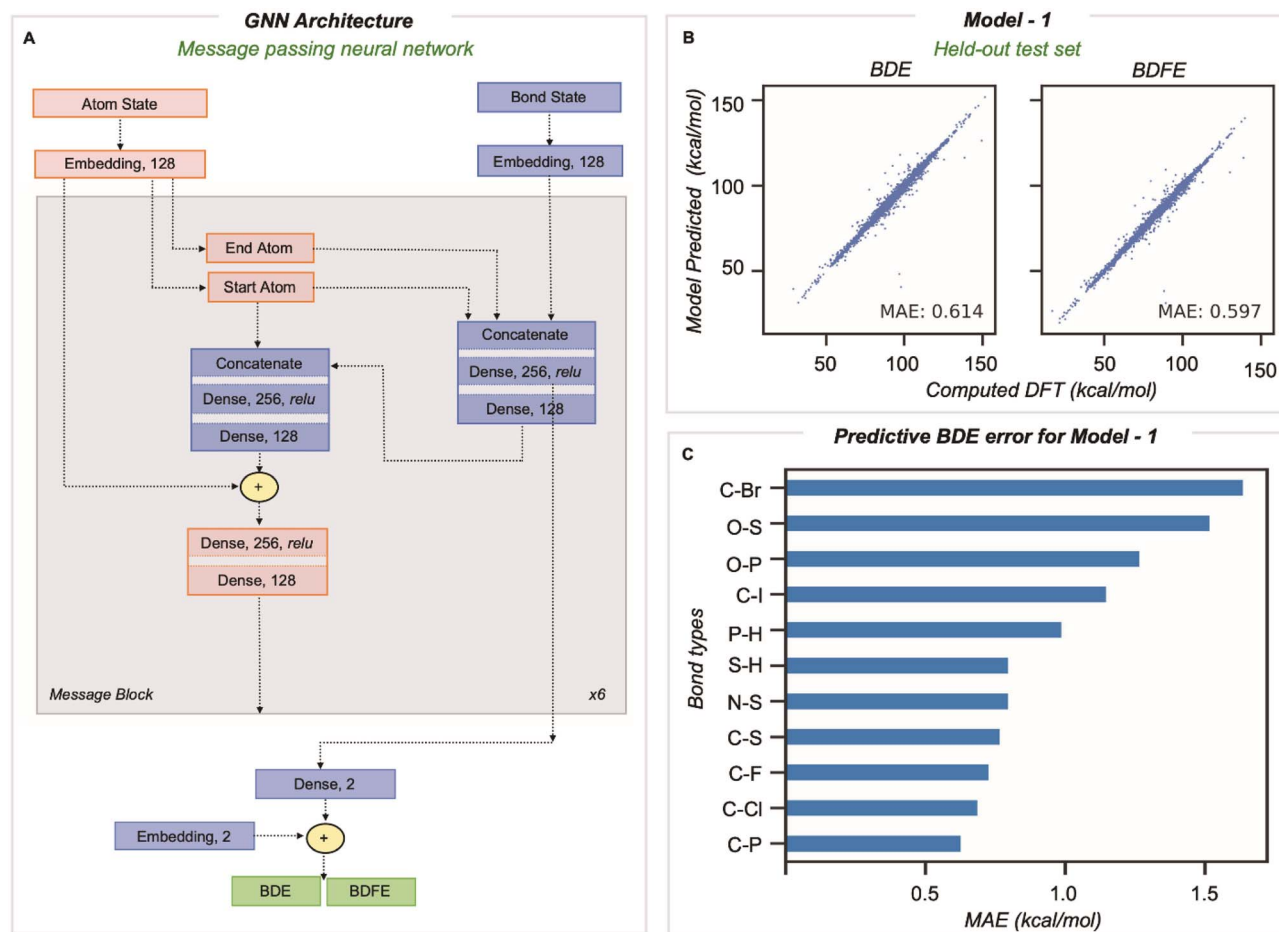 GNN Architecture
A
Message passing neural network
Atom State
Bond State
Embedding, 128
Embedding, 128
End Atom
Start Atom
Concatenate
Dense, 256, relu
Dense, 128
Concatenate
Dense, 256, relu
Dense, 128
+
Dense, 256, relu
Dense, 128
Message Block
x6
Dense, 2
Embedding, 2
+
BDE
BDFE
Model - 1
B
Held-out test set
BDE
BDFE
Model Predicted (kcal/mol)
150
100
50
MAE: 0.614
MAE: 0.597
50
100
150
50
100
150
Computed DFT (kcal/mol)
Predictive BDE error for Model - 1
C
Bond types
C-Br
O-S
O-P
C-I
P-H
S-H
N-S
C-S
C-F
C-Cl
C-P
0.5
1.0
1.5
MAE (kcal/mol)